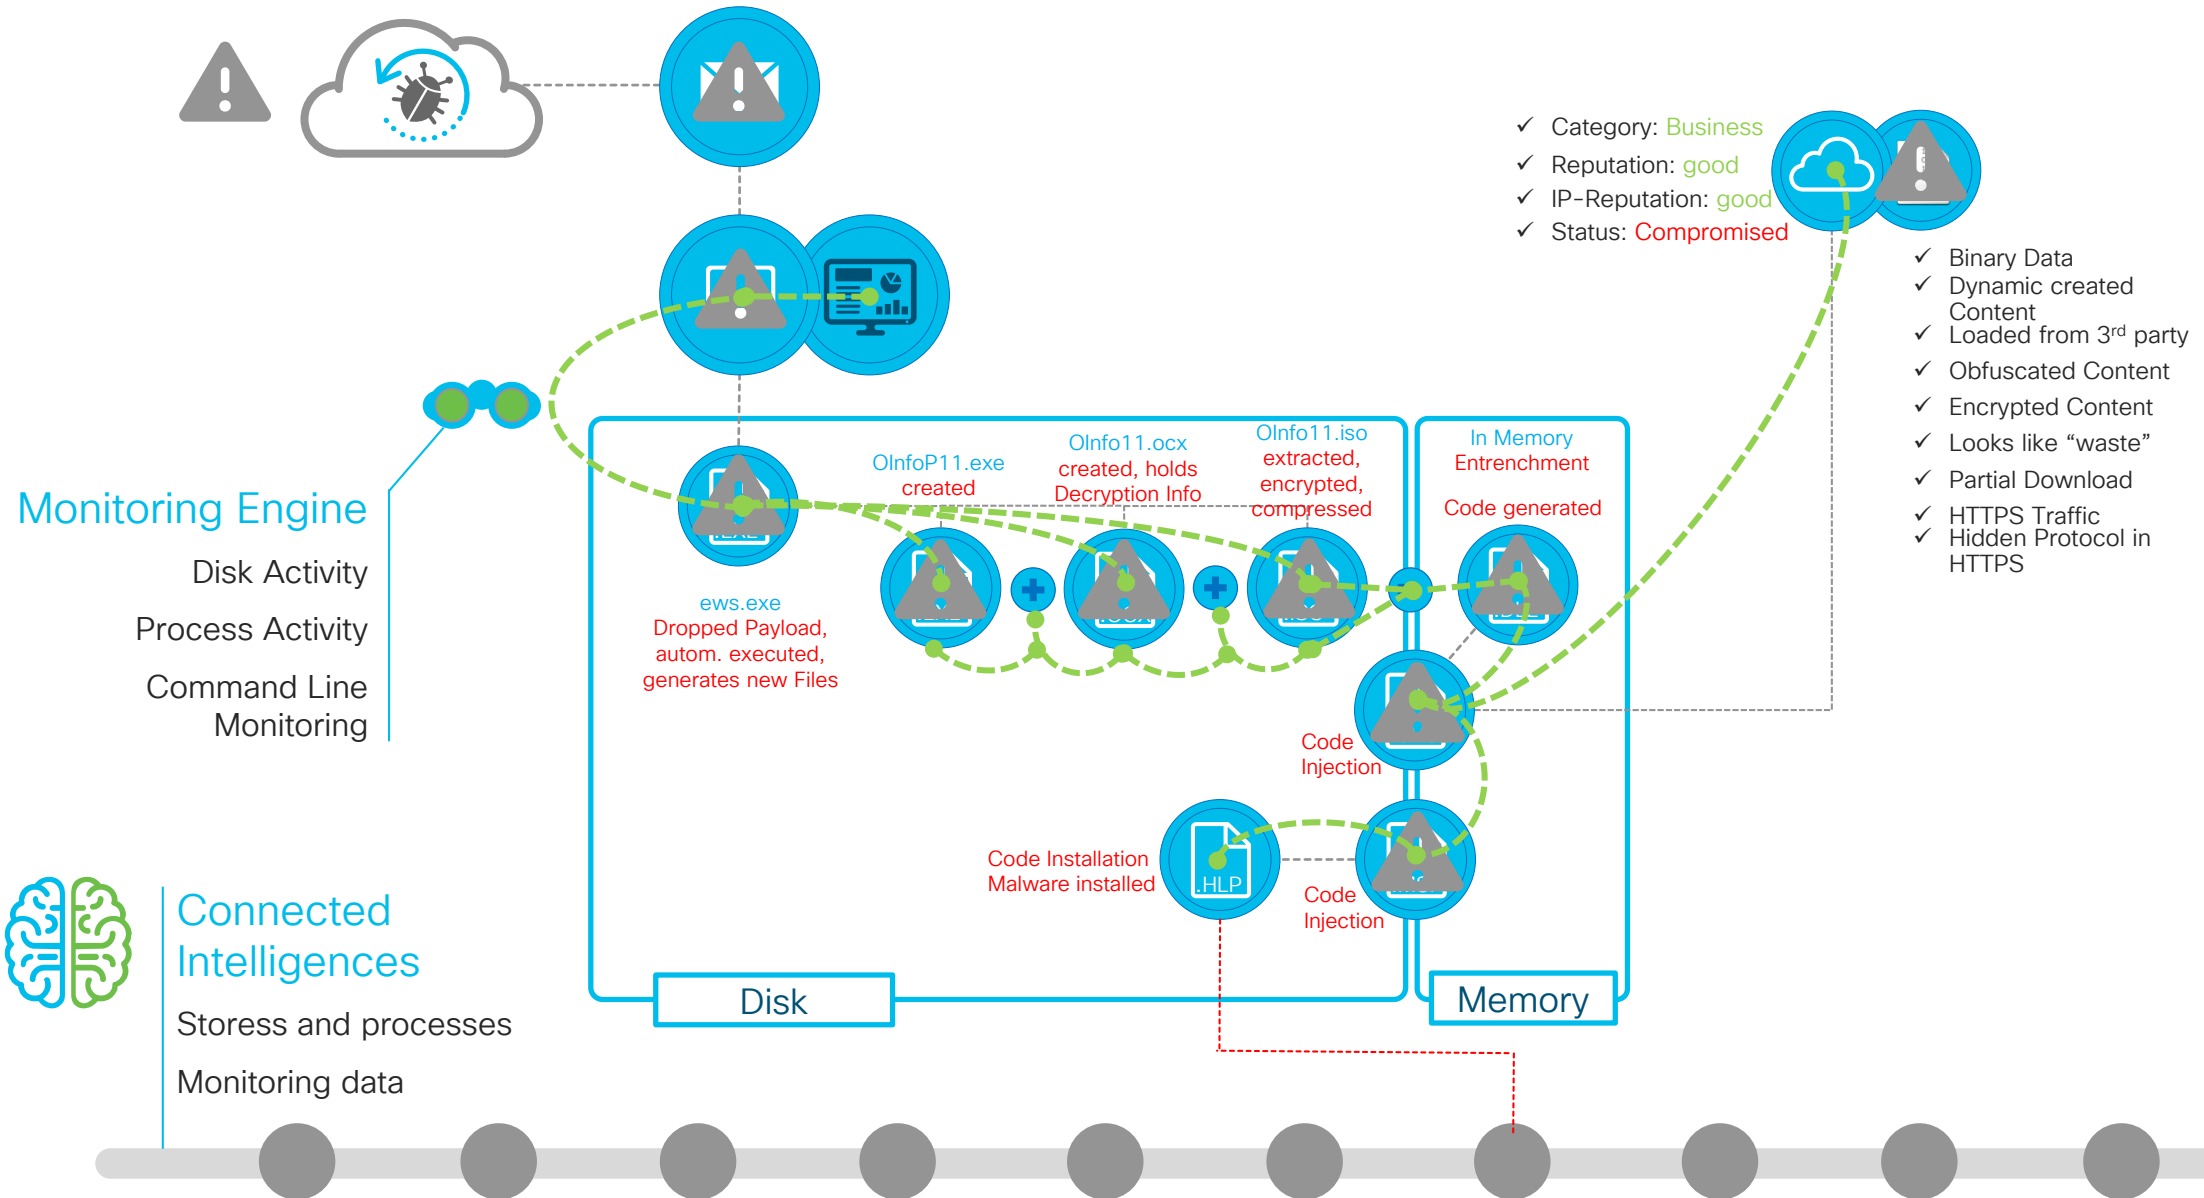 ✓ Category: Business
✓ Reputation: good
✓ IP-Reputation: good
✓ Status: Compromised
✓ Binary Data
✓ Dynamic created
Content
✓ Loaded from 3rd party
✓ Obfuscated Content
✓ Encrypted Content
✓ Looks like “waste”
✓ Partial Download
✓ HTTPS Traffic
✓ Hidden Protocol in
HTTPS
Monitoring Engine
Disk Activity
Process Activity
Command Line
Monitoring
ews.exe
Dropped Payload,
autom. executed,
generates new Files
OInfoP11.exe
created
OInfo11.ocx
created, holds
Decryption Info
OInfo11.iso
extracted,
encrypted,
compressed
In Memory
Entrenchment
Code generated
Code
Injection
Code Installation
Malware installed
.HLP
Code
Injection
Disk
Memory
Connected
Intelligences
Storess and processes
Monitoring data